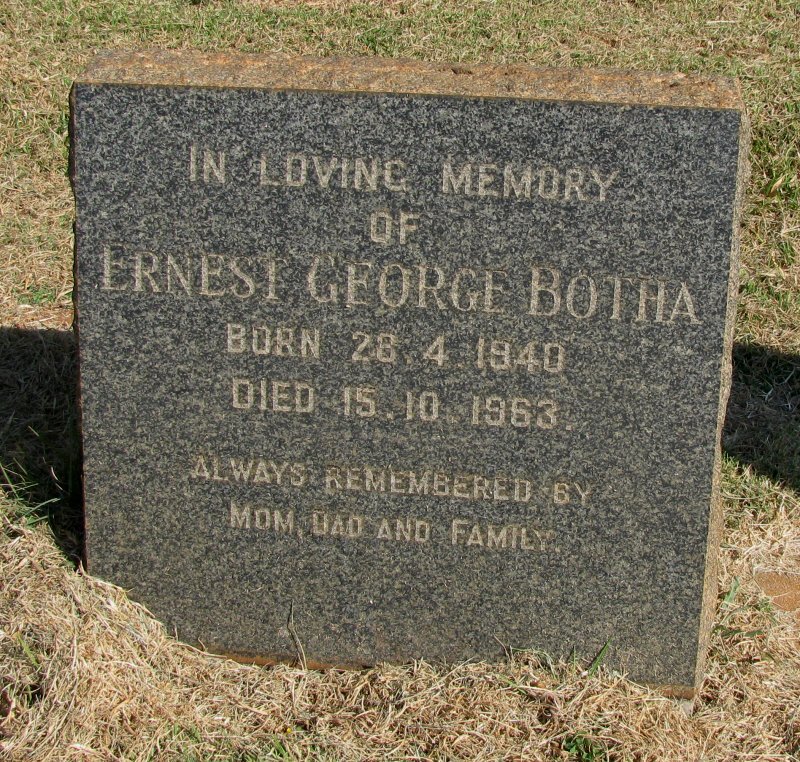 IN LOVING MEMORY
OF
ERNEST GEORGE BOTHA
BORN 26.4.1940
DIED 15.10.1963.
ALWAYS REMEMBERED BY
MOM, DAD AND FAMILY.